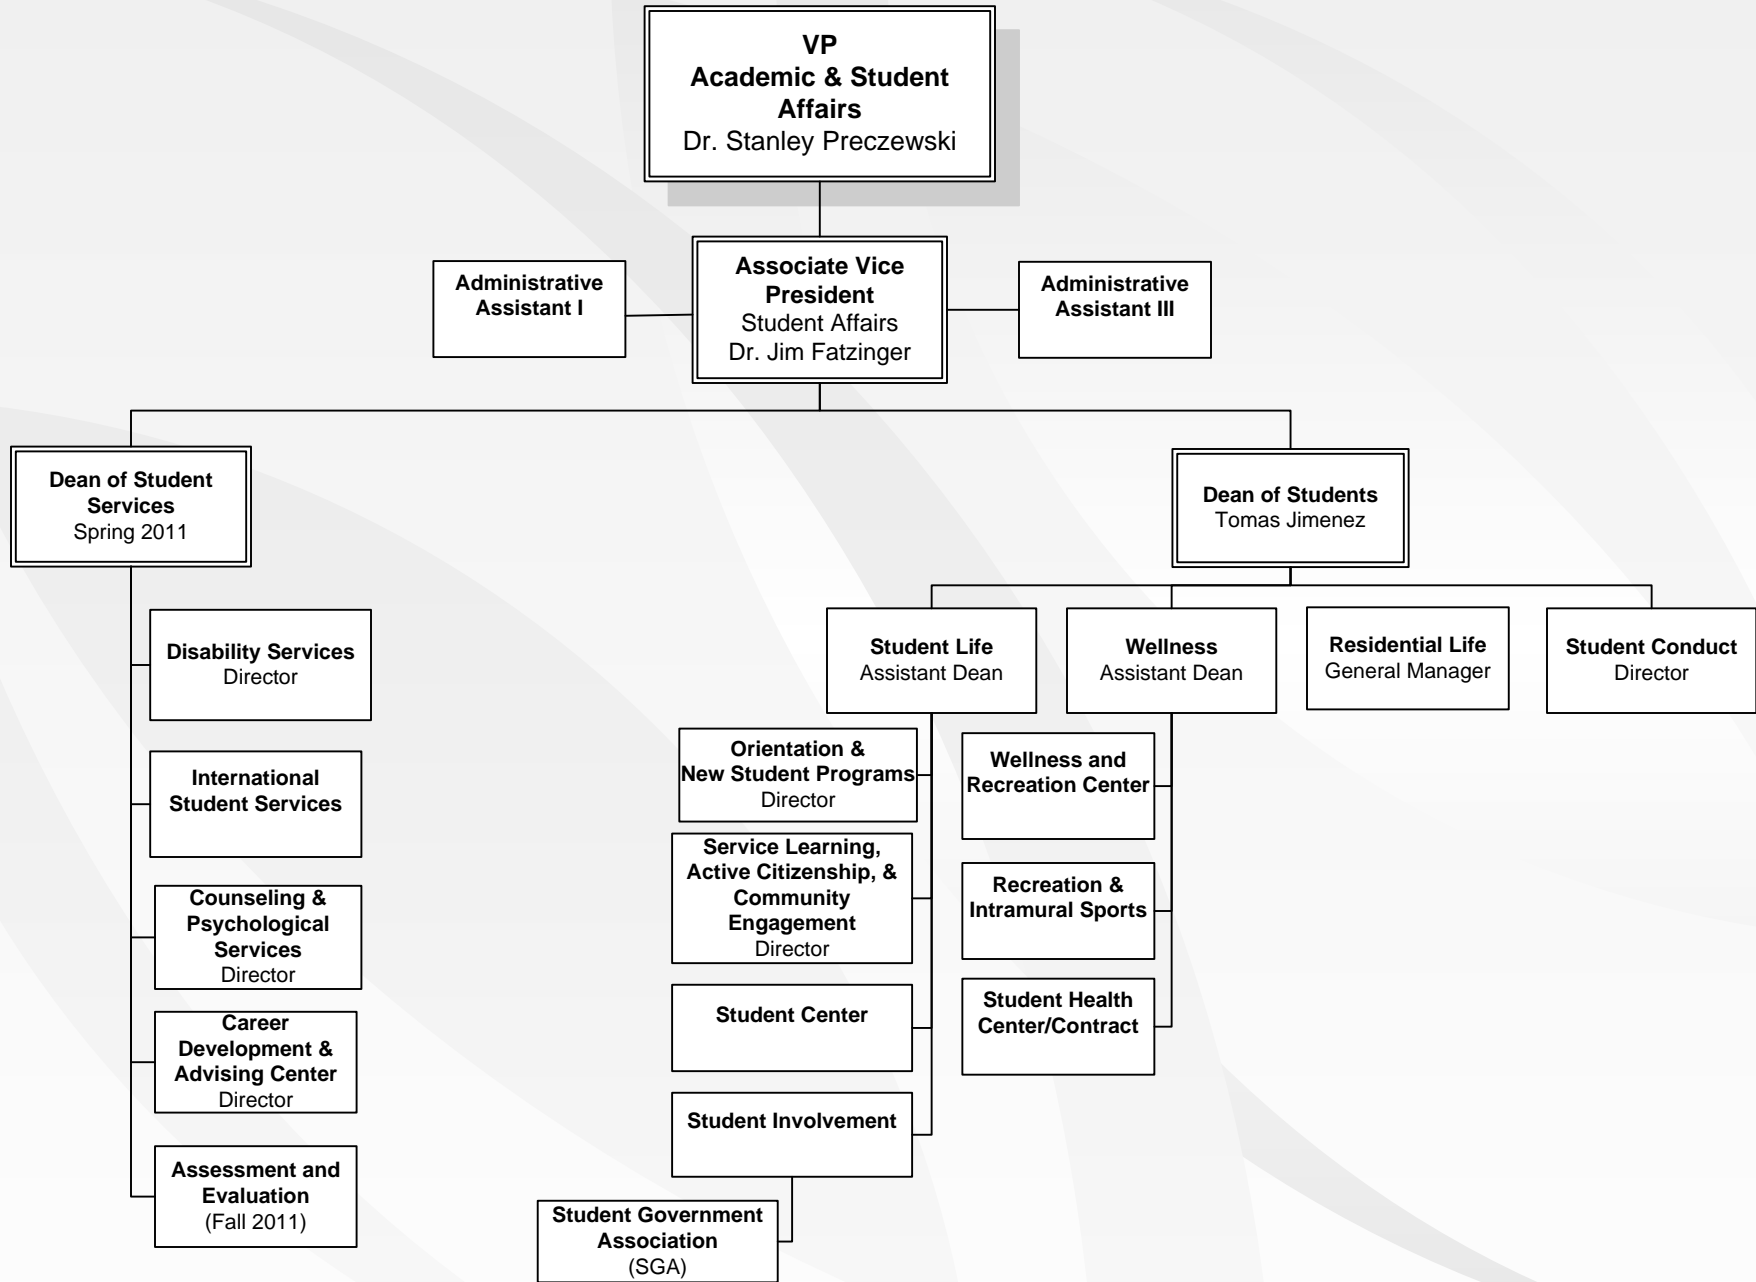 VP
Academic & Student
Affairs
Dr. Stanley Preczewski
Administrative
Assistant I
Associate Vice
President
Student Affairs
Dr. Jim Fatzinger
Administrative
Assistant III
Dean of Student
Services
Spring 2011
Dean of Students
Tomas Jimenez
Disability Services
Director
International
Student Services
Counseling &
Psychological
Services
Director
Career
Development &
Advising Center
Director
Assessment and
Evaluation
(Fall 2011)
Student Life
Assistant Dean
Wellness
Assistant Dean
Residential Life
General Manager
Student Conduct
Director
Orientation &
New Student Programs
Director
Service Learning,
Active Citizenship, &
Community
Engagement
Director
Student Center
Student Involvement
Student Government
Association
(SGA)
Wellness and
Recreation Center
Recreation &
Intramural Sports
Student Health
Center/Contract